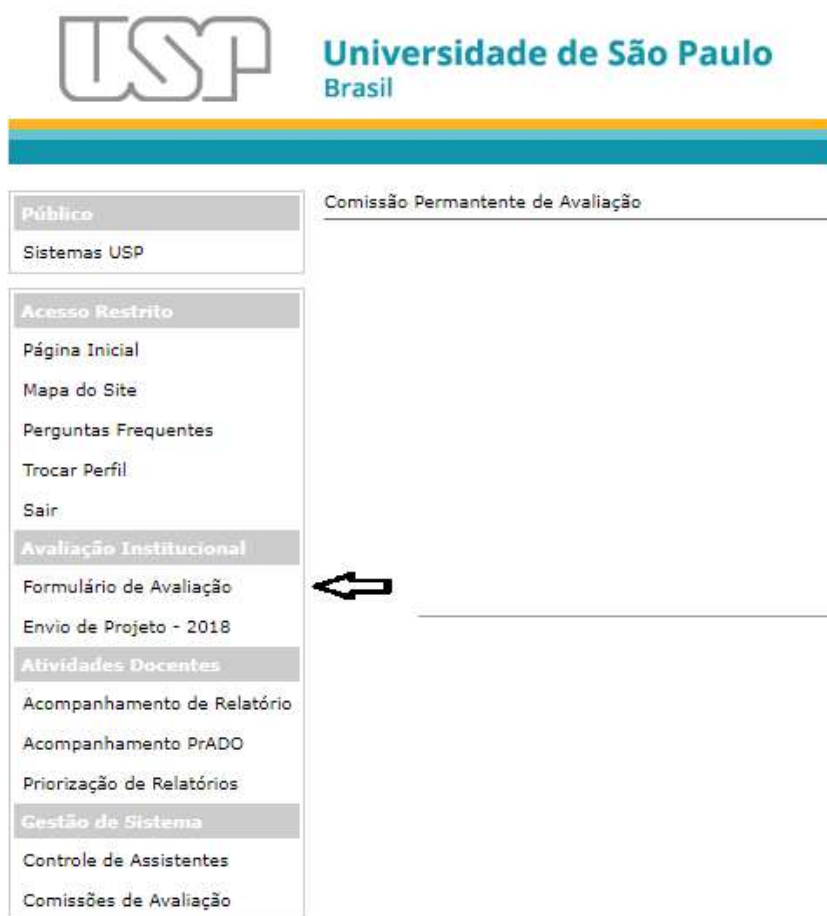 USP
Universidade de São Paulo
Brasil
Comissão Permantente de Avaliação
Público
Sistemas USP
Acesso Restrito
Página Inicial
Mapa do Site
Perguntas Frequentes
Trocar Perfil
Sair
Avaliação Institucional
Formulário de Avaliação
Envio de Projeto - 2018
Atividades Docentes
Acompanhamento de Relatório
Acompanhamento PrADO
Priorização de Relatórios
Gestão de Sistema
Controle de Assistentes
Comissões de Avaliação